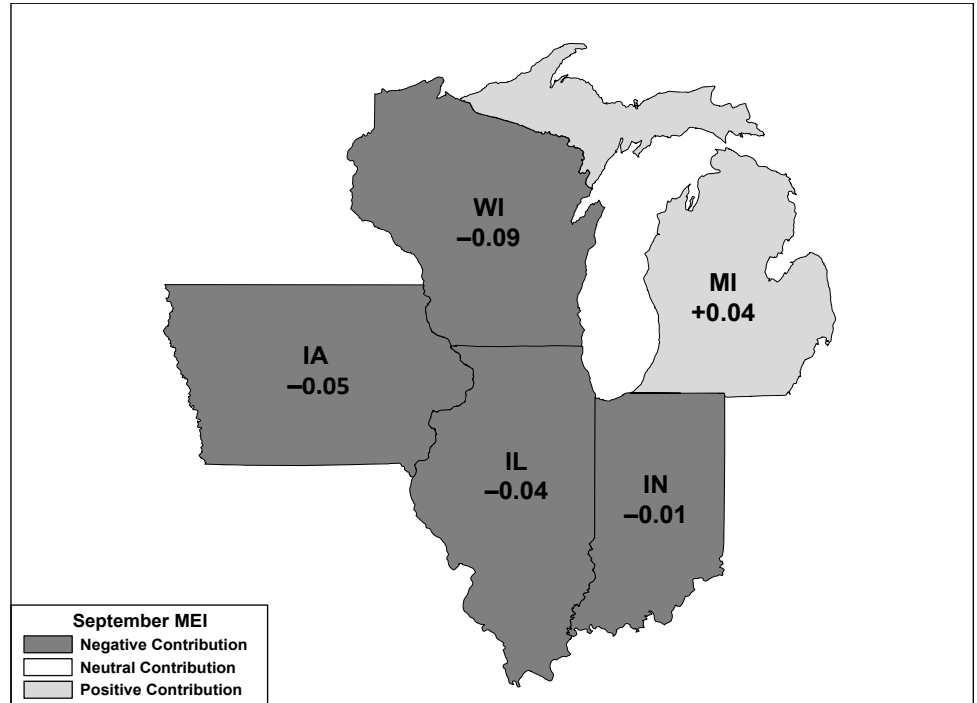 WI
−0.09
MI
+0.04
IA
−0.05
IL
−0.04
IN
−0.01
September MEI
Negative Contribution
Neutral Contribution
Positive Contribution